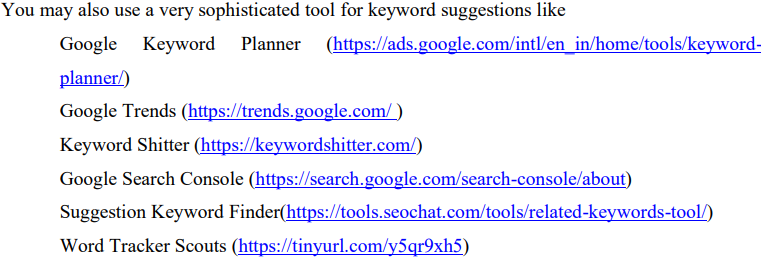 You may also use a very sophisticated tool for keyword suggestions like
Google Keyword Planner (https://ads.google.com/intl/en_in/home/tools/keyword-
planner/)
Google Trends (https://trends.google.com/ )
Keyword Shitter (https://keywordshitter.com/)
Google Search Console (https://search.google.com/search-console/about)
Suggestion Keyword Finder(https://tools.seochat.com/tools/related-keywords-tool/)
Word Tracker Scouts (https://tinyurl.com/y5qr9xh5)